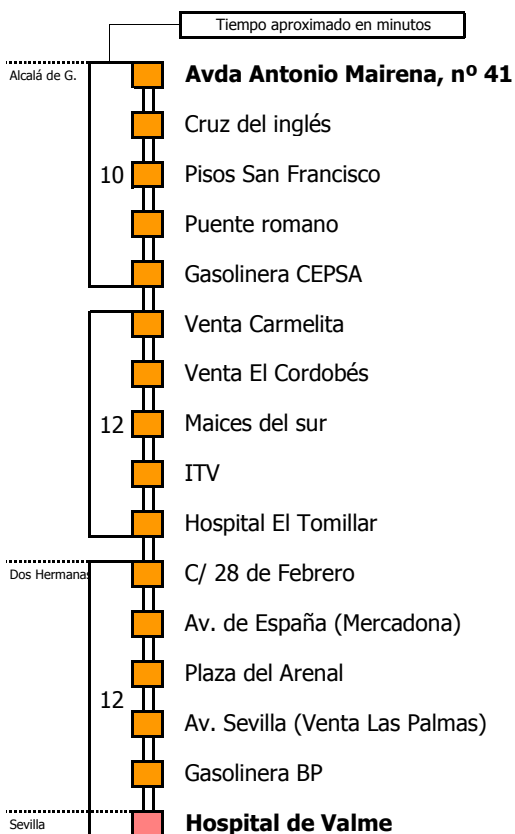 Tiempo aproximado en minutos
Alcalá de G.
Avda Antonio Mairena, nº 41
Cruz del inglés
10
Pisos San Francisco
Puente romano
Gasolinera CEPSA
Venta Carmelita
Venta El Cordobés
12
Maices del sur
ITV
Hospital El Tomillar
Dos Hermanas
C/ 28 de Febrero
Av. de España (Mercadona)
Plaza del Arenal
12
Av. Sevilla (Venta Las Palmas)
Gasolinera BP
Sevilla
Hospital de Valme